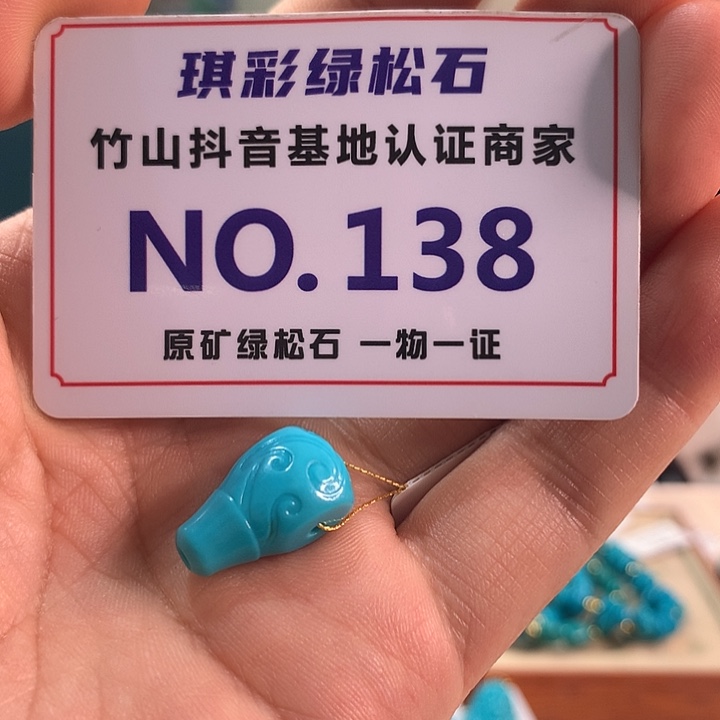 琪彩绿松石
竹山抖音基地认证商家
NO.138
原矿绿松石 一物一证